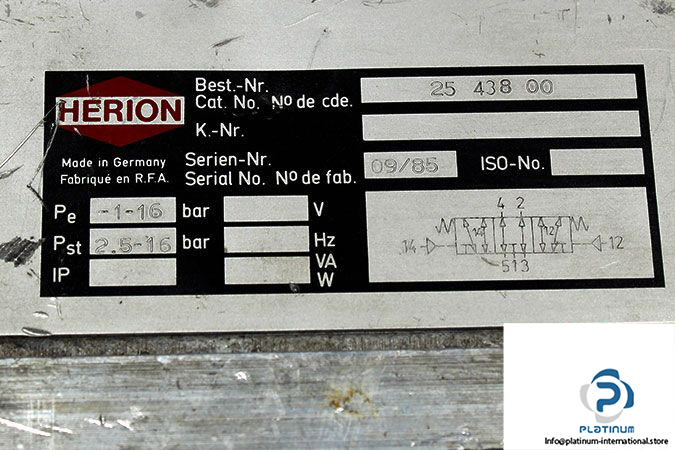 HERION
Made in Germany
Fabriqué en R.F.A.
Best.-Nr.
Cat. No. Nº de cde. 25 438 00
K.-Nr.
Serien-Nr.
Serial No. Nº de fab. 09/85 ISO-No.
Pe -1-16 bar V
Pst 2.5-16 bar Hz
IP VA
W
4 2
14 14 12 12
513
PLATINUM
Info@platinum-international.store